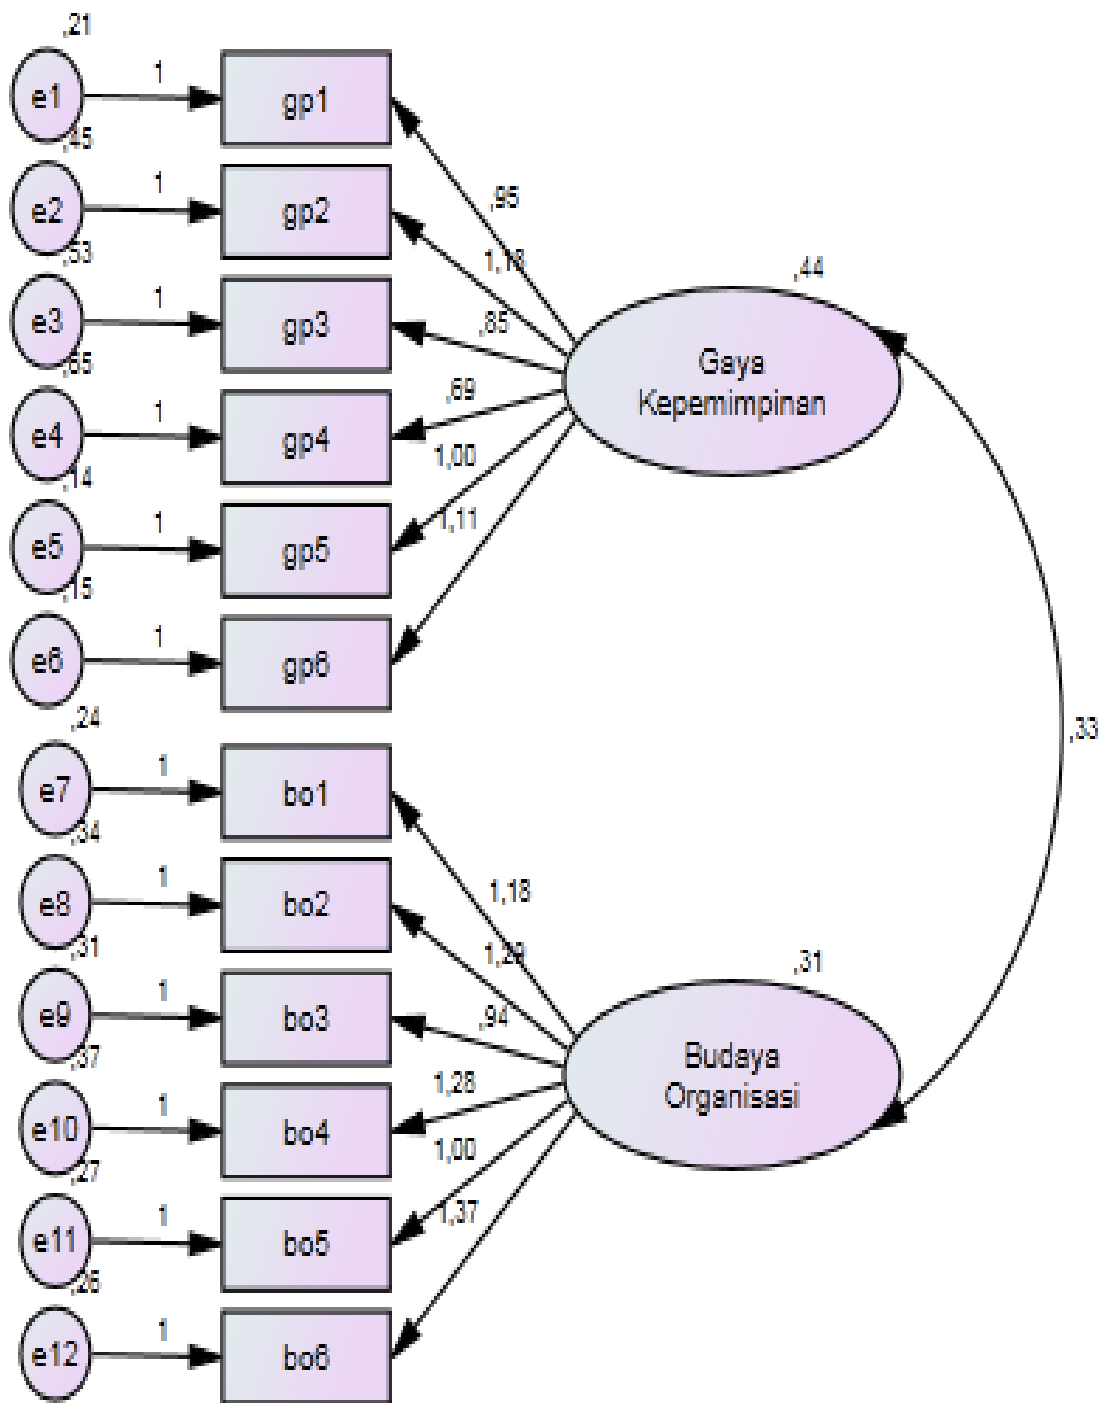 ,21
e1
1
gp1
,95
,45
e2
1
gp2
,53
e3
1
gp3
,85
,44
Gaya
Kepemimpinan
e4
1
gp4
1,00
,14
e5
1
gp5
1,11
,15
e6
1
gp6
,24
e7
1
bo1
1,18
,33
,34
e8
1
bo2
1,29
,31
e9
1
bo3
,94
,31
Budaya
Organisasi
,37
e10
1
bo4
1,28
,27
e11
1
bo5
1,00
e12
1
bo6
1,37